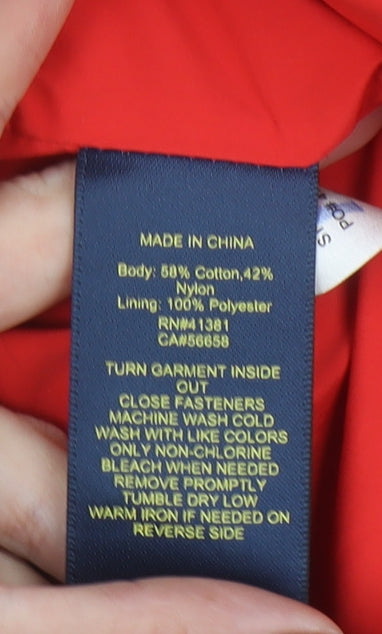 MADE IN CHINA
Body: 58% Cotton,42%
Nylon
Lining: 100% Polyester
RN#41381
CA#56658
TURN GARMENT INSIDE
OUT
CLOSE FASTENERS
MACHINE WASH COLD
WASH WITH LIKE COLORS
ONLY NON-CHLORINE
BLEACH WHEN NEEDED
REMOVE PROMPTLY
TUMBLE DRY LOW
WARM IRON IF NEEDED ON
REVERSE SIDE